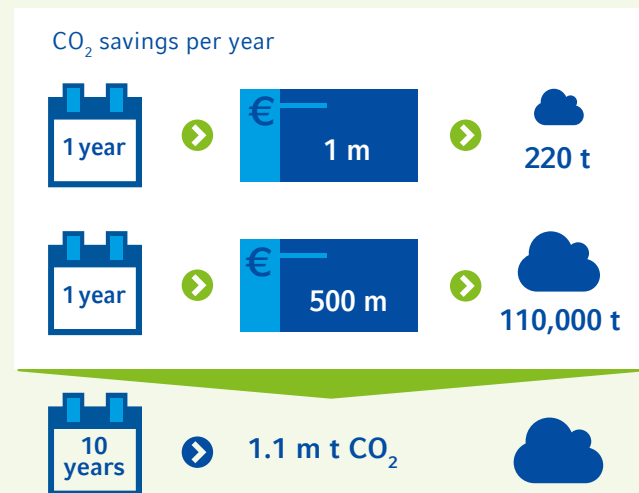 CO₂ savings per year
1 year € 1 m 220 t
1 year € 500 m 110,000 t
10 years 1.1 m t CO₂